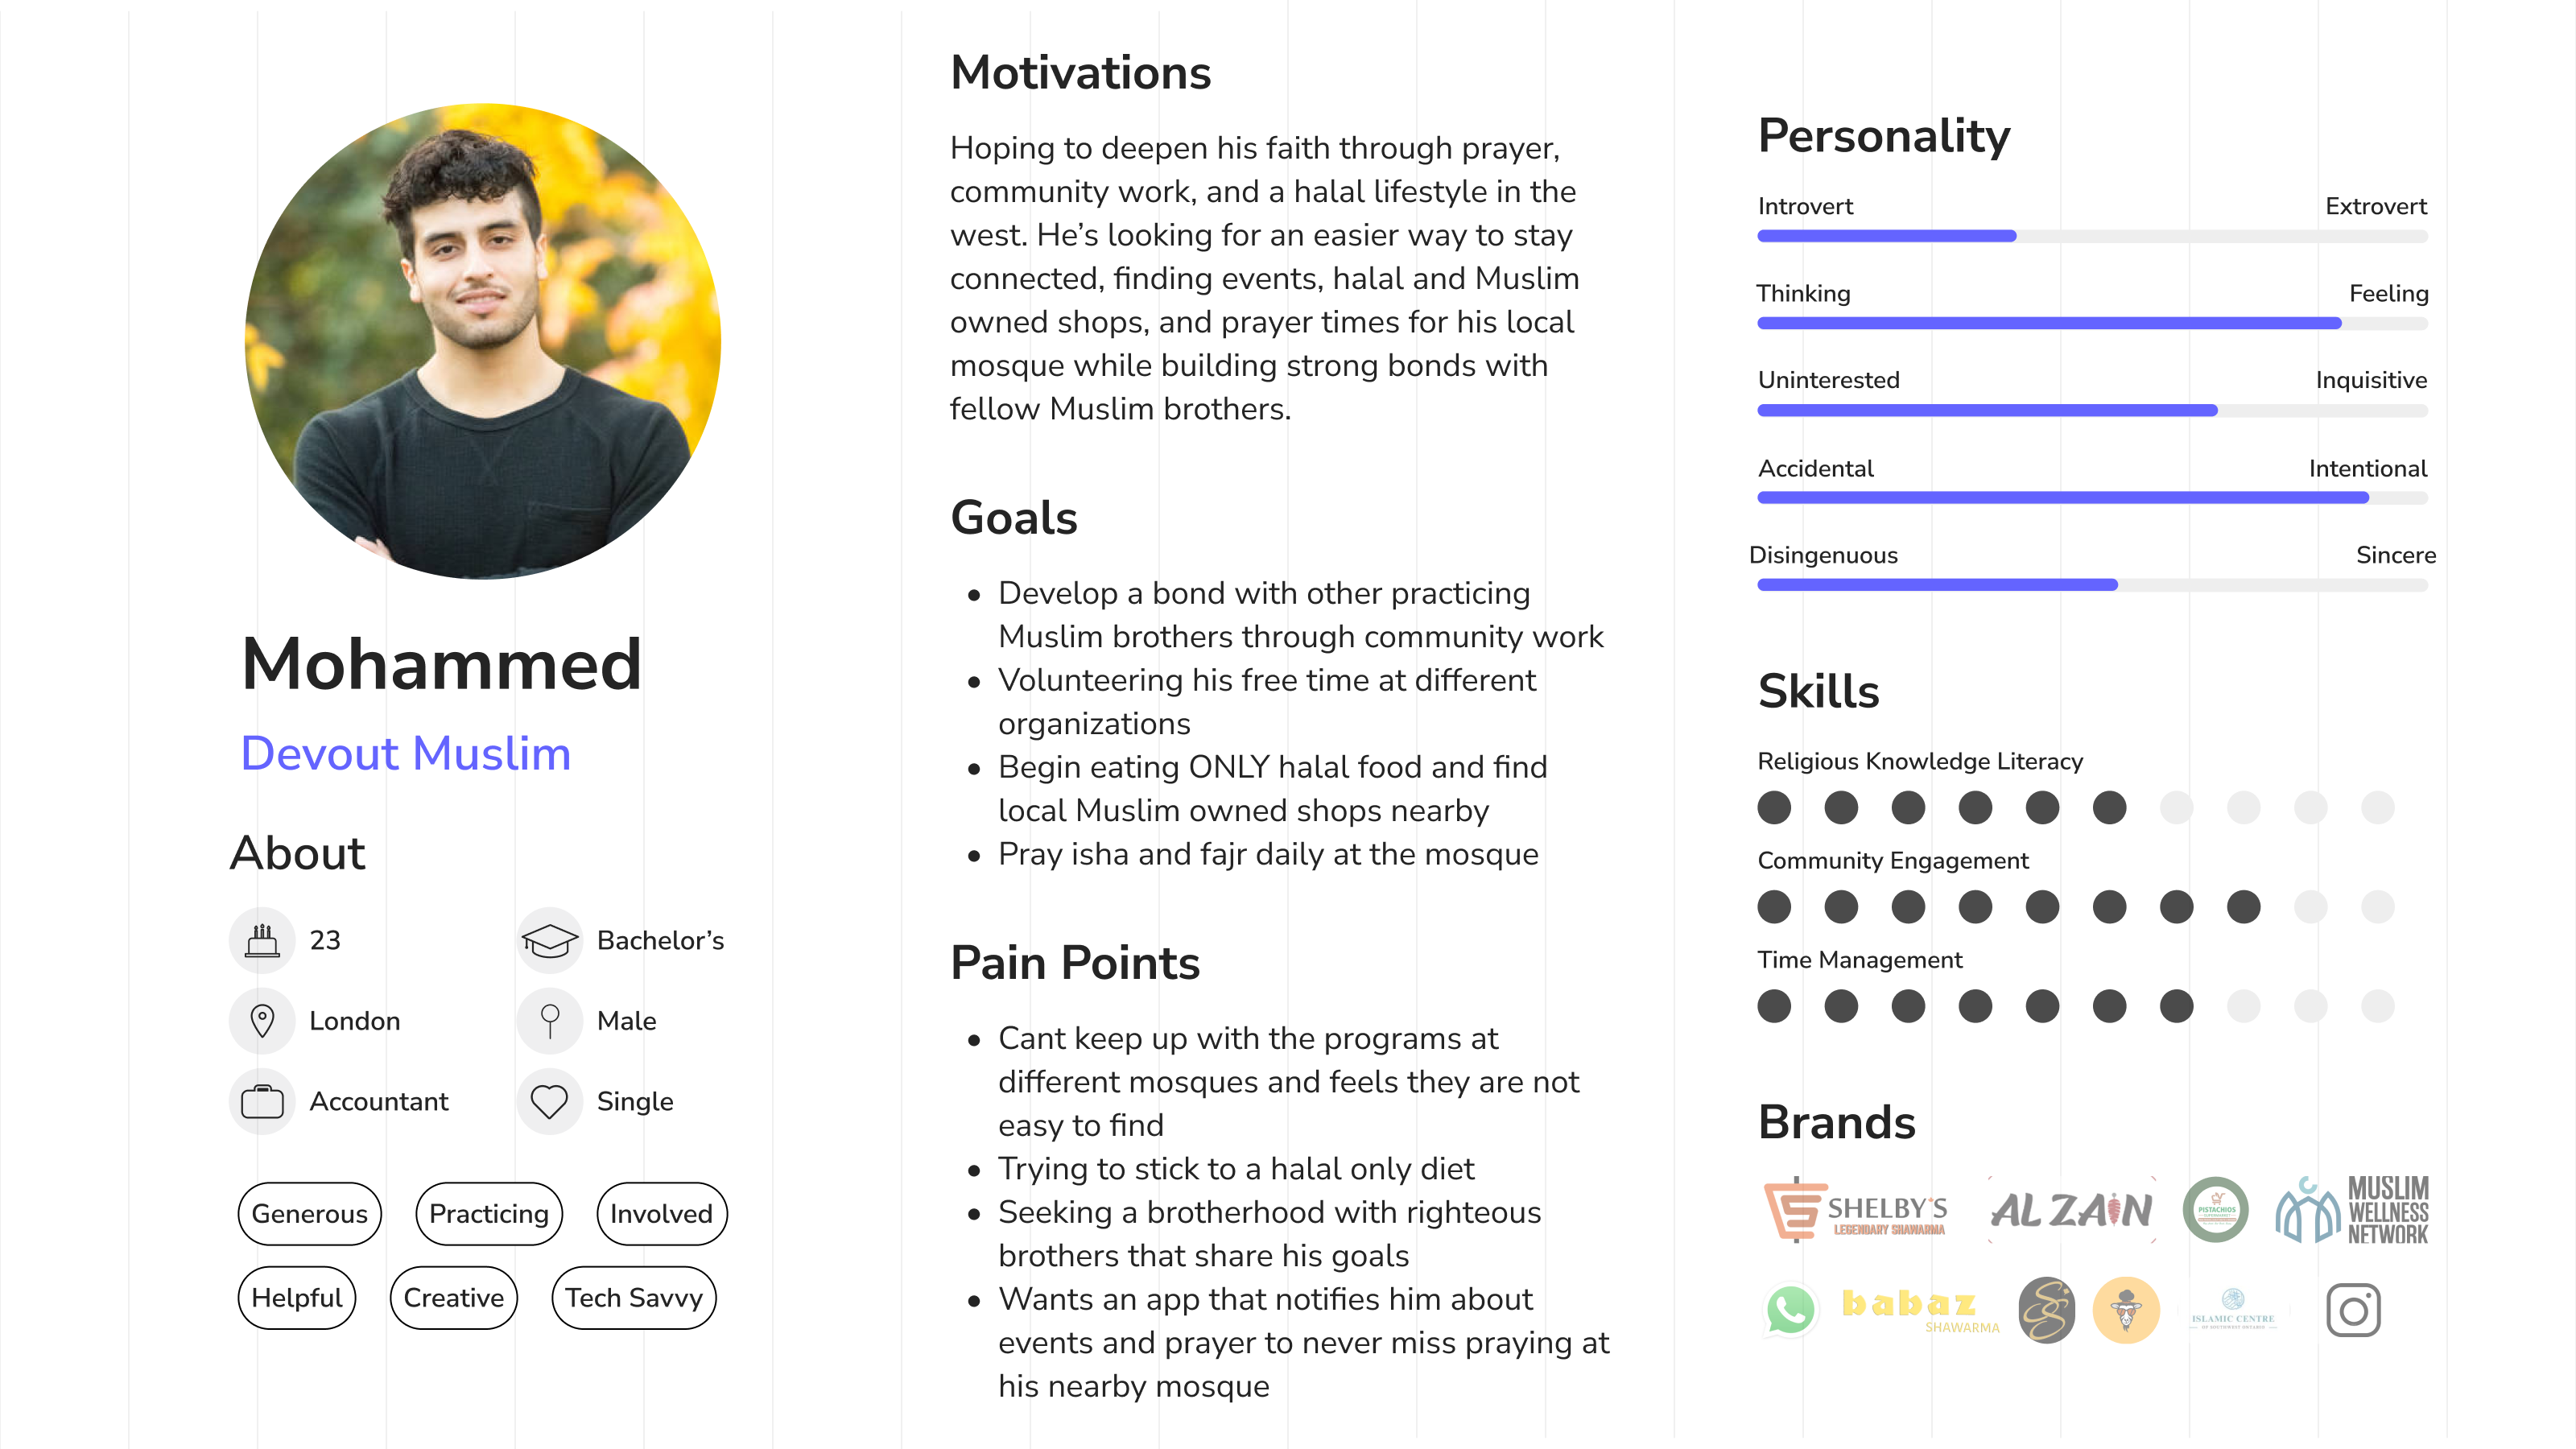 Mohammed
Devout Muslim
About
23
Bachelor’s
London
Male
Accountant
Single
Generous
Practicing
Involved
Helpful
Creative
Tech Savvy
Motivations
Hoping to deepen his faith through prayer,
community work, and a halal lifestyle in the
west. He’s looking for an easier way to stay
connected, finding events, halal and Muslim
owned shops, and prayer times for his local
mosque while building strong bonds with
fellow Muslim brothers.
Goals
• Develop a bond with other practicing
Muslim brothers through community work
• Volunteering his free time at different
organizations
• Begin eating ONLY halal food and find
local Muslim owned shops nearby
• Pray isha and fajr daily at the mosque
Pain Points
• Cant keep up with the programs at
different mosques and feels they are not
easy to find
• Trying to stick to a halal only diet
• Seeking a brotherhood with righteous
brothers that share his goals
• Wants an app that notifies him about
events and prayer to never miss praying at
his nearby mosque
Personality
Introvert
Extrovert
Thinking
Feeling
Uninterested
Inquisitive
Accidental
Intentional
Disingenuous
Sincere
Skills
Religious Knowledge Literacy
Community Engagement
Time Management
Brands
SHELBY'S
LEGENDARY SHAWARMA
AL ZAIN
PISTACHIOS
MUSLIM
WELLNESS
NETWORK
babaz
SHAWARMA
ISLAMIC CENTRE
OF SOUTHWEST ONTARIO